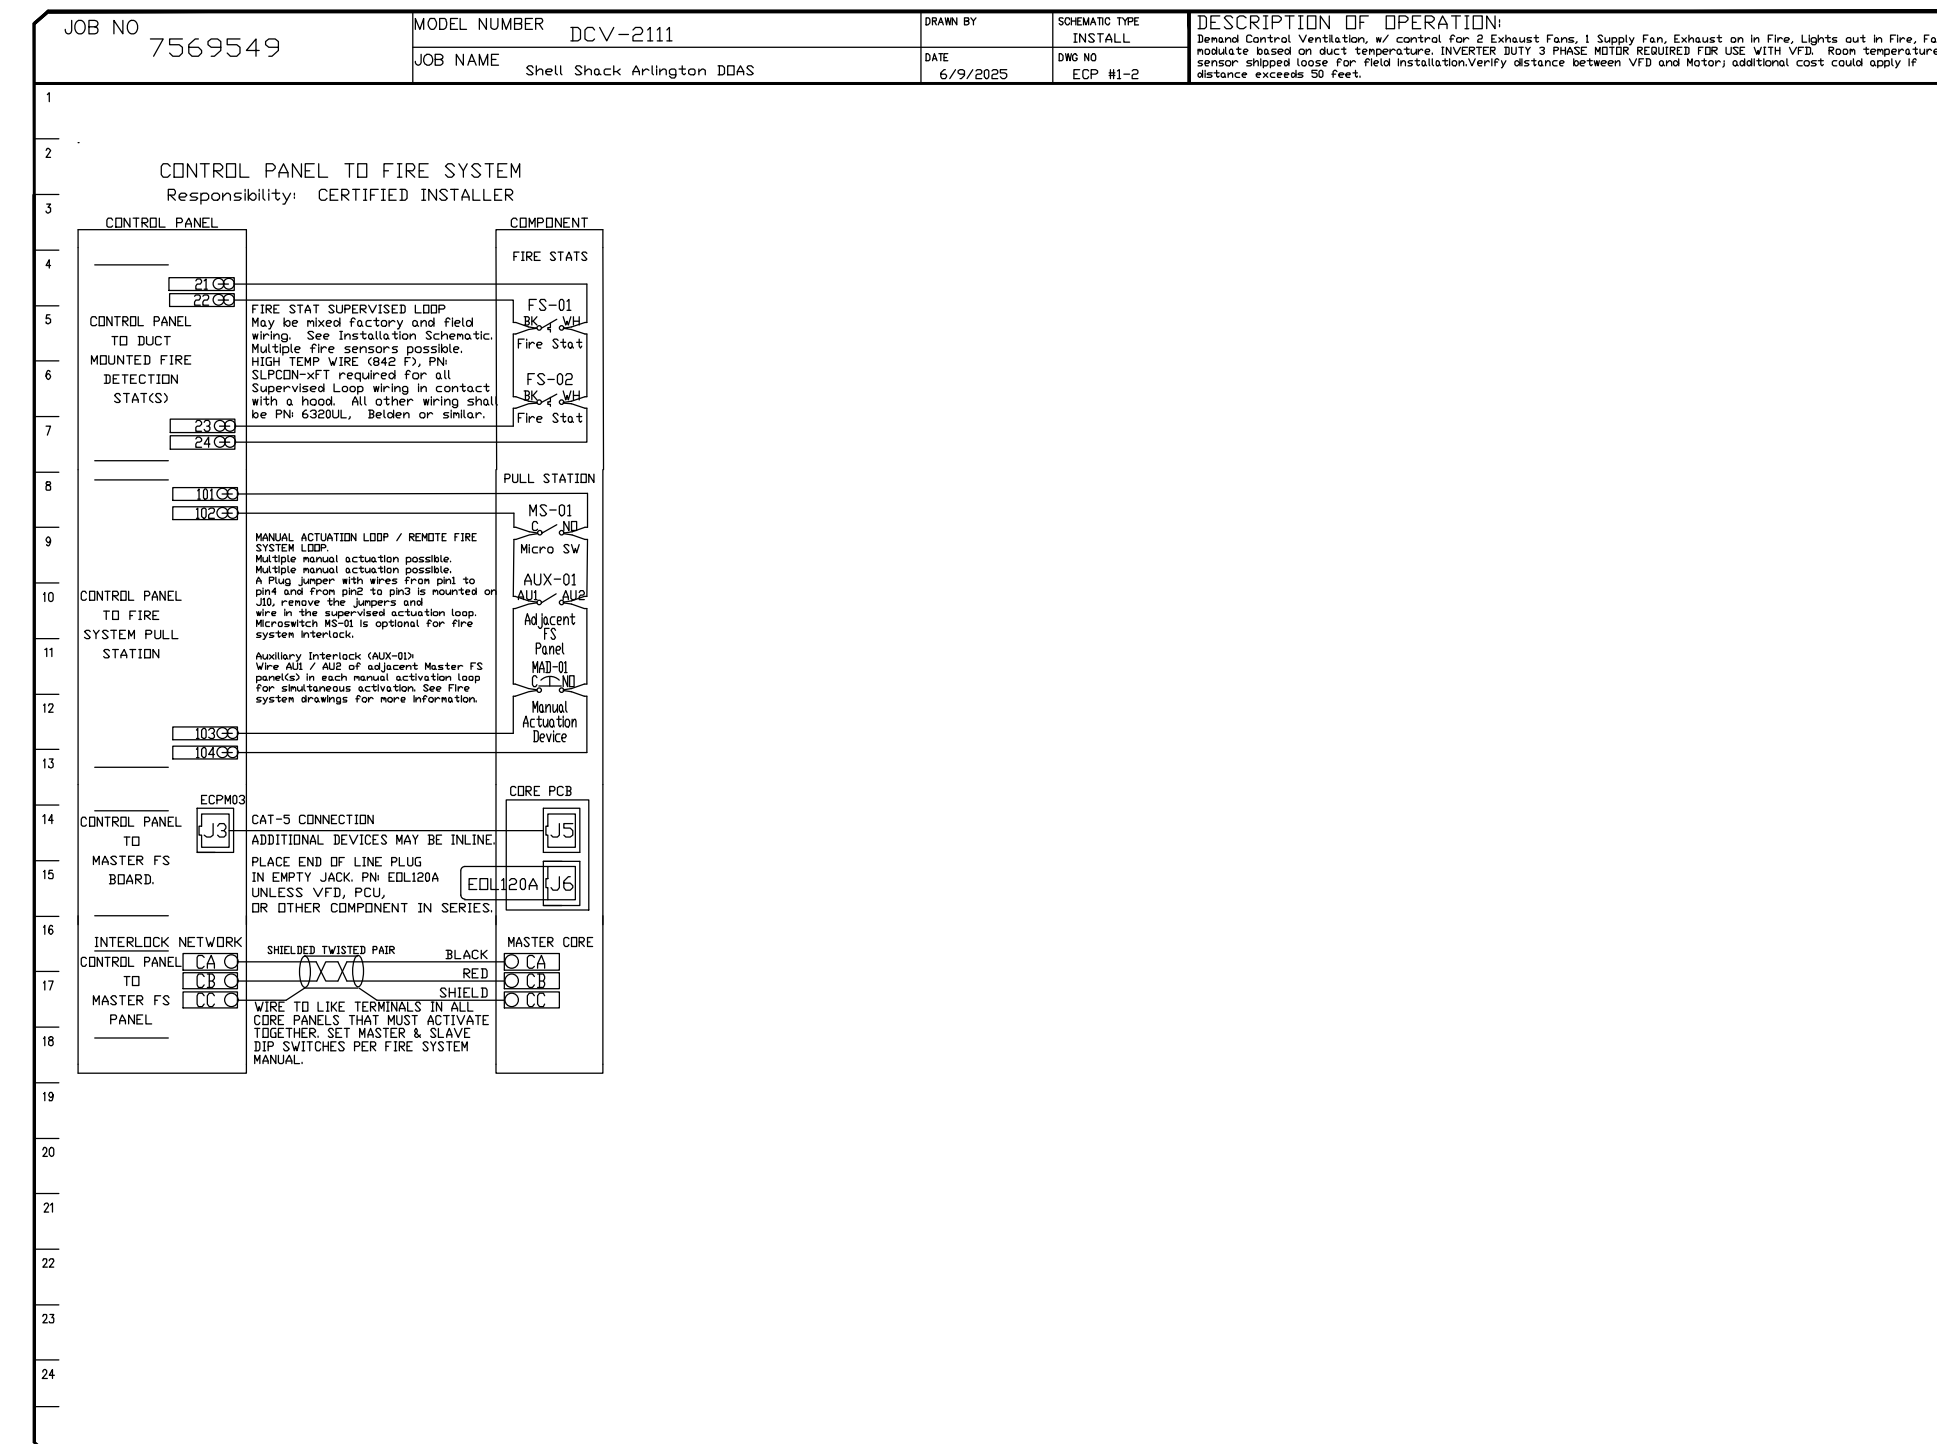 JOB NO
7569549
MODEL NUMBER DCV-2111
JOB NAME
Shell Shack Arlington DOAS
DRAWN BY
DATE
6/9/2025
SCHEMATIC TYPE
INSTALL
DWG NO
ECP #1-2
DESCRIPTION OF OPERATION:
Demand Control Ventilation, w/ control for 2 Exhaust Fans, 1 Supply Fan, Exhaust on in Fire, Lights out in Fire, Fa
modulate based on duct temperature. INVERTER DUTY 3 PHASE MOTOR REQUIRED FOR USE WITH VFD. Room temperature
sensor shipped loose for field installation.Verify distance between VFD and Motor; additional cost could apply if
distance exceeds 50 feet.
1
2
3
4
5
6
7
8
9
10
11
12
13
14
15
16
17
18
19
20
21
22
23
24
CONTROL PANEL TO FIRE SYSTEM
Responsibility: CERTIFIED INSTALLER
CONTROL PANEL
COMPONENT
FIRE STATS
21
22
CONTROL PANEL
TO DUCT
MOUNTED FIRE
DETECTION
STAT(S)
23
24
FIRE STAT SUPERVISED LOOP
May be mixed factory and field
wiring. See Installation Schematic.
Multiple fire sensors possible.
HIGH TEMP WIRE (842 F), PN:
SLPCON-xFT required for all
Supervised Loop wiring in contact
with a hood. All other wiring shall
be PN: 6320UL, Belden or similar.
FS-01
BK WH
Fire Stat
FS-02
BK WH
Fire Stat
PULL STATION
101
102
CONTROL PANEL
TO FIRE
SYSTEM PULL
STATION
103
104
MANUAL ACTUATION LOOP / REMOTE FIRE
SYSTEM LOOP.
Multiple manual actuation possible.
Multiple manual actuation possible.
A Plug jumper with wires from pin1 to
pin4 and from pin2 to pin3 is mounted on
J10, remove the jumpers and
wire in the supervised actuation loop.
Microswitch MS-01 is optional for fire
system interlock.
Auxiliary Interlock (AUX-01):
Wire AU1 / AU2 of adjacent Master FS
panel(s) in each manual activation loop
for simultaneous activation. See Fire
system drawings for more information.
MS-01
C NO
Micro SW
AUX-01
AU1 AU2
Adjacent
FS
Panel
MAD-01
C NO
Manual
Actuation
Device
ECPM03
J3
CONTROL PANEL
TO
MASTER FS
BOARD.
CAT-5 CONNECTION
ADDITIONAL DEVICES MAY BE INLINE.
PLACE END OF LINE PLUG
IN EMPTY JACK. PN: EOL120A
UNLESS VFD, PCU,
OR OTHER COMPONENT IN SERIES.
CORE PCB
J5
EOL120A J6
INTERLOCK NETWORK
CONTROL PANEL
TO
MASTER FS
PANEL
CA
CB
CC
SHIELDED TWISTED PAIR
BLACK
RED
SHIELD
WIRE TO LIKE TERMINALS IN ALL
CORE PANELS THAT MUST ACTIVATE
TOGETHER. SET MASTER & SLAVE
DIP SWITCHES PER FIRE SYSTEM
MANUAL.
MASTER CORE
CA
CB
CC